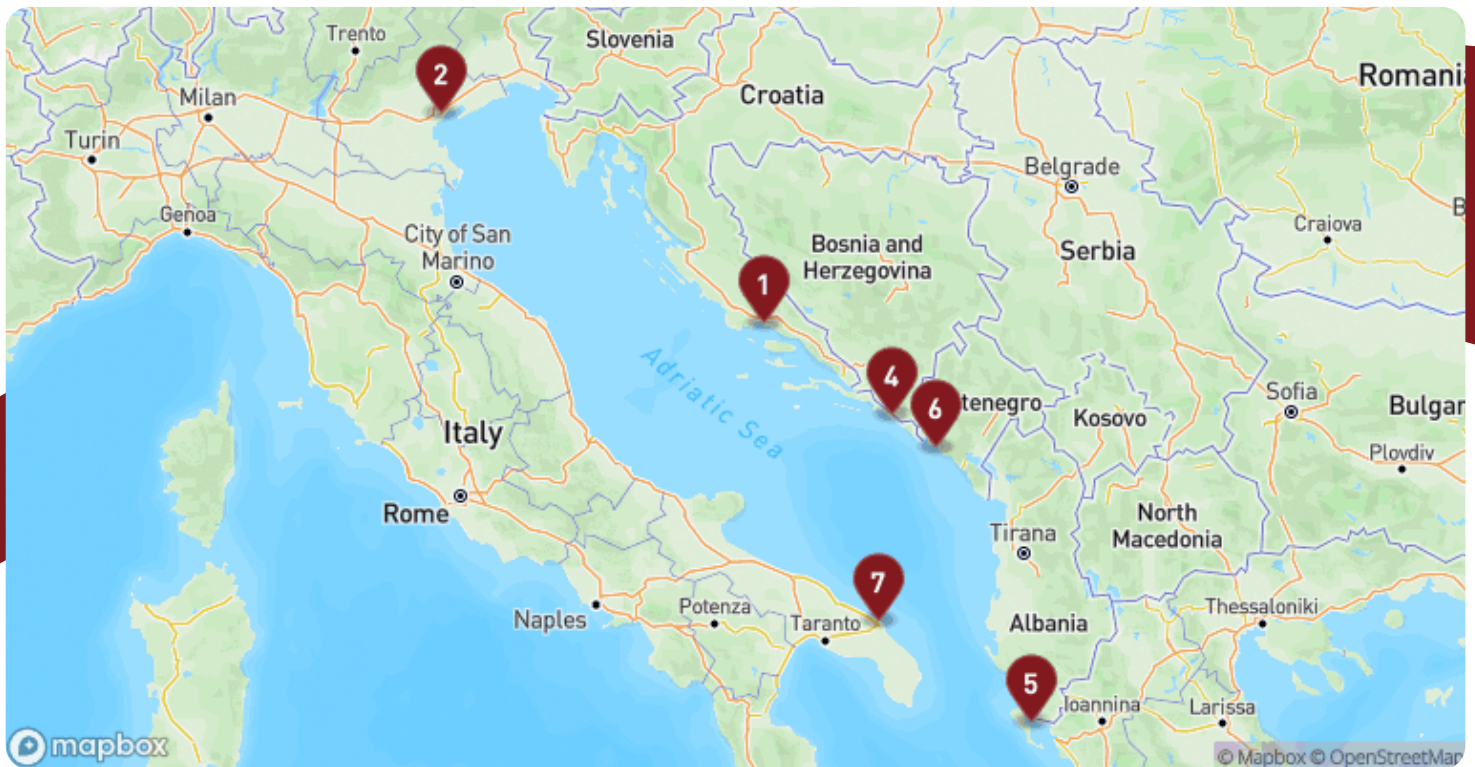 Trento
Slovenia
Romani
2
Croatia
Milan
Turin
Belgrade
Genoa
B
City of San
Marino
Bosnia and
Herzegovina
Serbia
Craiova
1
Adriatic Sea
4
6
tenegro
Kosovo
Sofia
Bulgar
Italy
Plovdiv
Rome
North
Macedonia
Tirana
7
Naples
Potenza
Taranto
Albania
Thessaloniki
5
Ioannina
Larissa
mapbox
© Mapbox © OpenStreetMap